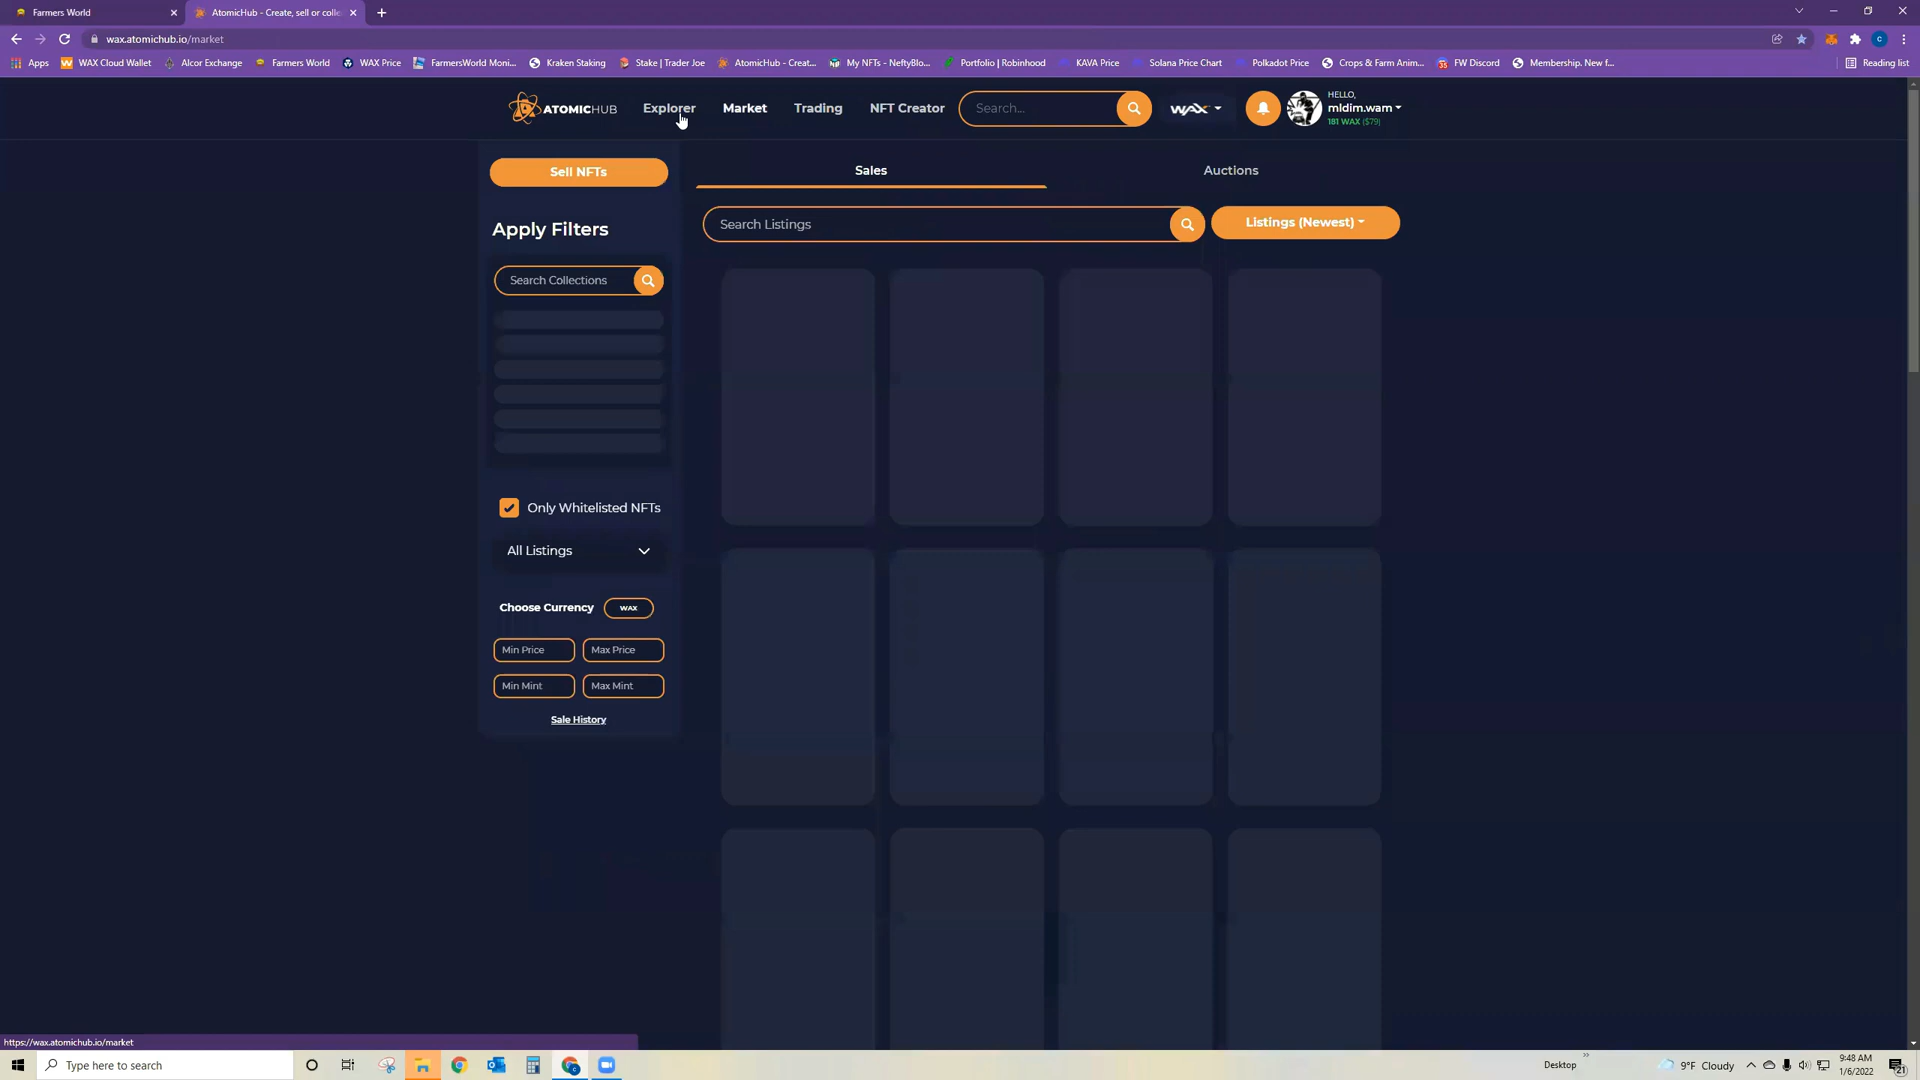 Farmers World
AtomicHub - Create, sell or colle
wax.atomichub.io/market
Apps
WAX Cloud Wallet
Alcor Exchange
Farmers World
WAX Price
FarmersWorld Moni...
Kraken Staking
Stake | Trader Joe
AtomicHub - Creat...
My NFTs - NeftyBlo...
Portfolio | Robinhood
KAVA Price
Solana Price Chart
Polkadot Price
Crops & Farm Anim...
FW Discord
Membership. New f...
Reading list
ATOMICHUB
Explorer
Market
Trading
NFT Creator
Search...
WAX
HELLO,
mldim.wam
181 WAX ($79)
Sell NFTs
Sales
Auctions
Apply Filters
Search Listings
Listings (Newest)
Search Collections
Only Whitelisted NFTs
All Listings
Choose Currency
WAX
Min Price
Max Price
Min Mint
Max Mint
Sale History
https://wax.atomichub.io/market
Type here to search
Desktop
9°F Cloudy
9:48 AM
1/6/2022
21